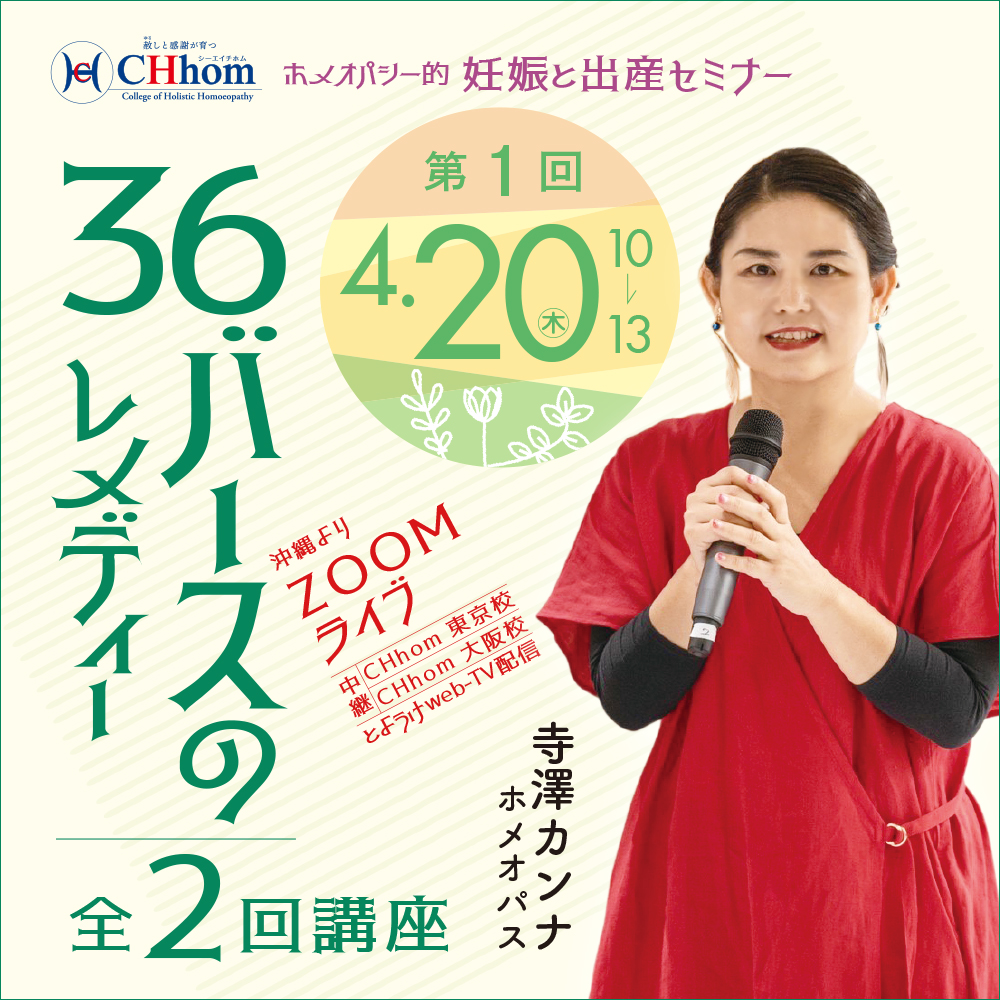 ゆる
赦しと感謝が育つ
シーエイチホム
CHhom
College of Holistic Homoeopathy
ホメオパシー的 妊娠と出産セミナー
第1回
4.20木
10
13
36バースの
レメディー
沖縄より
ZOOM
ライブ
中継
CHhom 東京校
CHhom 大阪校
とようけweb-TV配信
寺澤カンナ
ホメオパス
全2回講座